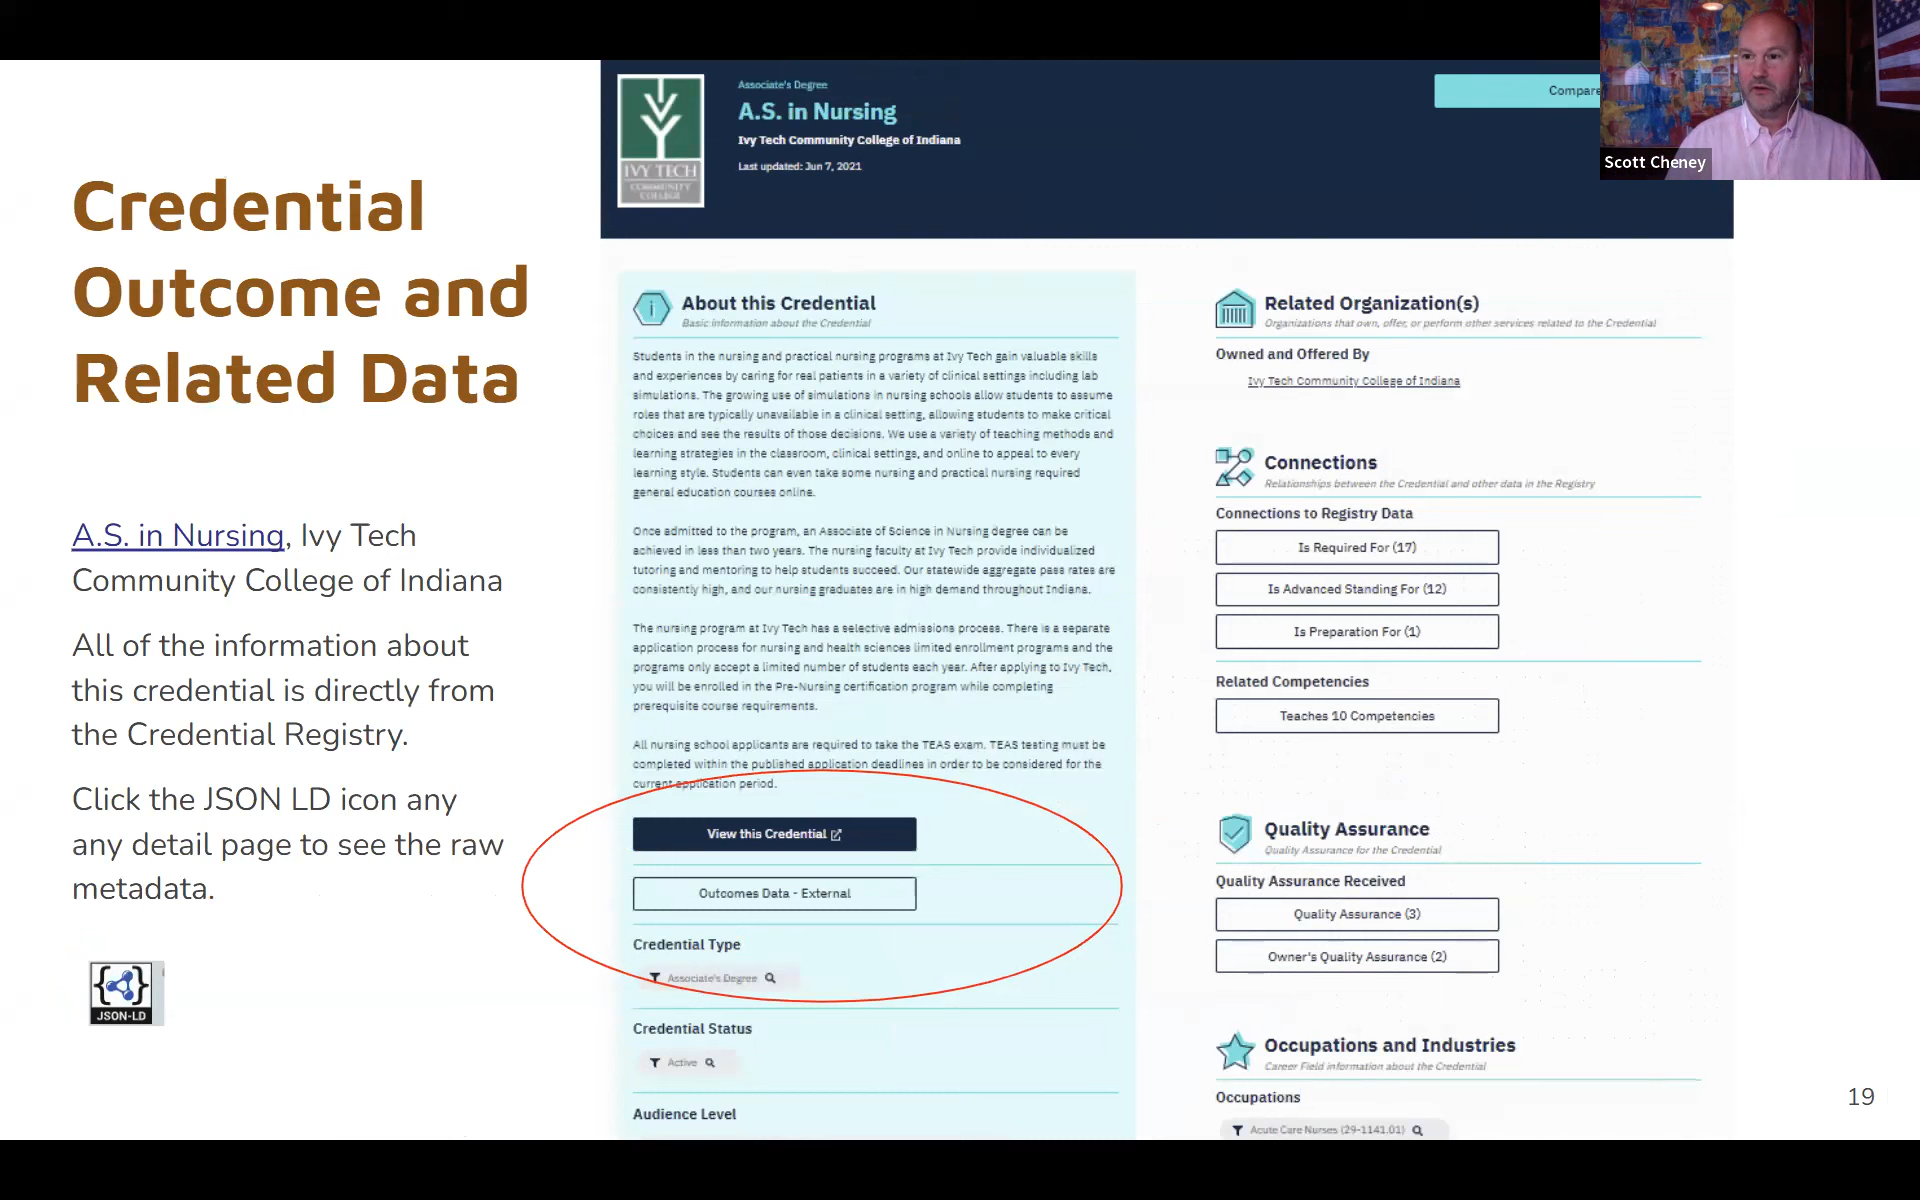 Credential
Outcome and
Related Data
A.S. in Nursing, Ivy Tech
Community College of Indiana
All of the information about
this credential is directly from
the Credential Registry.
Click the JSON LD icon any
any detail page to see the raw
metadata.
JSON-LD
IVY TECH
COMMUNITY
COLLEGE
Associate's Degree
A.S. in Nursing
Ivy Tech Community College of Indiana
Last updated: Jun 7, 2021
Compare
Scott Cheney
i
About this Credential
Basic information about the Credential
Students in the nursing and practical nursing programs at Ivy Tech gain valuable skills
and experiences by caring for real patients in a variety of clinical settings including lab
simulations. The growing use of simulations in nursing schools allow students to assume
roles that are typically unavailable in a clinical setting, allowing students to make critical
choices and see the results of those decisions. We use a variety of teaching methods and
learning strategies in the classroom, clinical settings, and online to appeal to every
learning style. Students can even take some nursing and practical nursing required
general education courses online.
Once admitted to the program, an Associate of Science in Nursing degree can be
achieved in less than two years. The nursing faculty at Ivy Tech provide individualized
tutoring and mentoring to help students succeed. Our statewide aggregate pass rates are
consistently high, and our nursing graduates are in high demand throughout Indiana.
The nursing program at Ivy Tech has a selective admissions process. There is a separate
application process for nursing and health sciences limited enrollment programs and the
programs only accept a limited number of students each year. After applying to Ivy Tech,
you will be enrolled in the Pre-Nursing certification program while completing
prerequisite course requirements.
All nursing school applicants are required to take the TEAS exam. TEAS testing must be
completed within the published application deadlines in order to be considered for the
current application period.
View this Credential
Outcomes Data - External
Credential Type
Associate's Degree
Credential Status
Active
Audience Level
Related Organization(s)
Organizations that own, offer, or perform other services related to the Credential
Owned and Offered By
Ivy Tech Community College of Indiana
Connections
Relationships between the Credential and other data in the Registry
Connections to Registry Data
Is Required For (17)
Is Advanced Standing For (12)
Is Preparation For (1)
Related Competencies
Teaches 10 Competencies
Quality Assurance
Quality Assurance for the Credential
Quality Assurance Received
Quality Assurance (3)
Owner's Quality Assurance (2)
Occupations and Industries
Career Field information about the Credential
Occupations
Acute Care Nurses (29-1141.01)
19